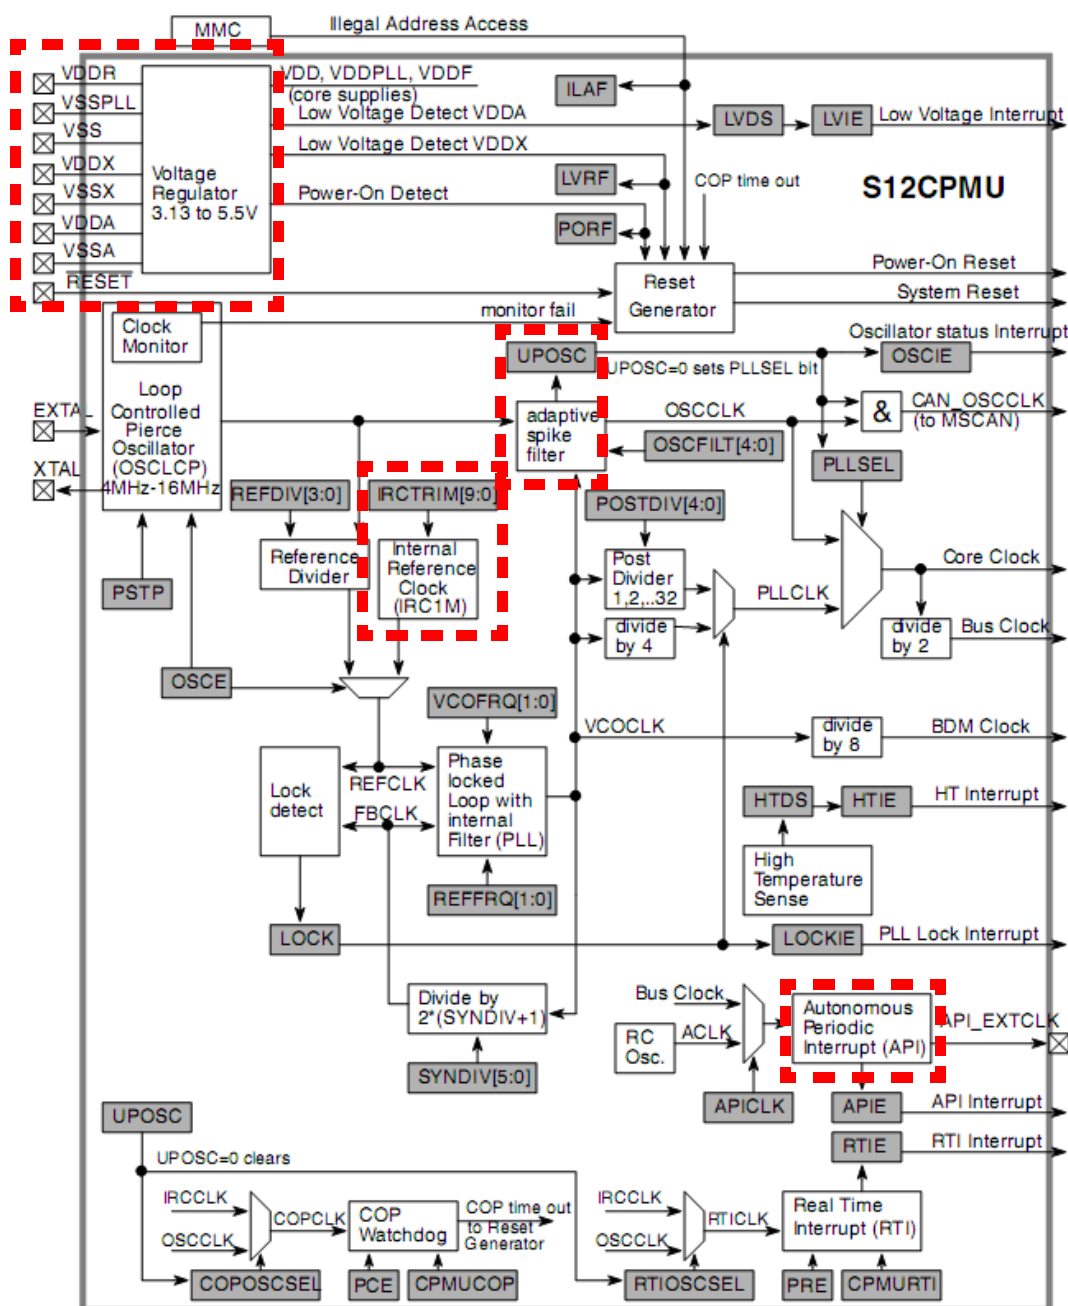 MMC
Illegal Address Access
VDDR
VSSPLL
VSS
VDDX
VSSX
VDDA
VSSA
RESET
Voltage
Regulator
3.13 to 5.5V
VDD, VDDPLL, VDDF
(core supplies)
Low Voltage Detect VDDA
Low Voltage Detect VDDX
Power-On Detect
ILAF
LVRF
PORF
COP time out
LVDS
LVIE
Low Voltage Interrupt
S12CPMU
Reset
Generator
Power-On Reset
System Reset
monitor fail
Clock
Monitor
Loop
Controlled
Pierce
Oscillator
(OSCLCP)
4MHz-16MHz
EXTAL
XTAL
UPOSC
UPOSC=0 sets PLLSEL bit
Oscillator status Interrupt
OSCIE
adaptive
spike
filter
OSCCLK
OSCFILT[4:0]
&
CAN_OSCCLK
(to MSCAN)
PLLSEL
REFDIV[3:0]
IRCTRIM[9:0]
Reference
Divider
Internal
Reference
Clock
(IRC1M)
POSTDIV[4:0]
Post
Divider
1,2,..32
divide
by 4
PLLCLK
Core Clock
divide
by 2
Bus Clock
PSTP
OSCE
VCOFRQ[1:0]
VCOCLK
divide
by 8
BDM Clock
Lock
detect
REFCLK
FBCLK
Phase
locked
Loop with
internal
Filter (PLL)
REFFRQ[1:0]
HTDS
HTIE
HT Interrupt
High
Temperature
Sense
LOCK
LOCKIE
PLL Lock Interrupt
Divide by
2*(SYNDIV+1)
SYNDIV[5:0]
Bus Clock
RC
Osc.
ACLK
APICLK
Autonomous
Periodic
Interrupt (API)
API_EXTCLK
APIE
API Interrupt
RTIE
RTI Interrupt
UPOSC
UPOSC=0 clears
IRCCLK
OSCCLK
COPCLK
COP
Watchdog
COP time out
to Reset
Generator
COPOSCSEL
PCE
CPMUCOP
IRCCLK
OSCCLK
RTICLK
Real Time
Interrupt (RTI)
RTIOSCSEL
PRE
CPMURTI